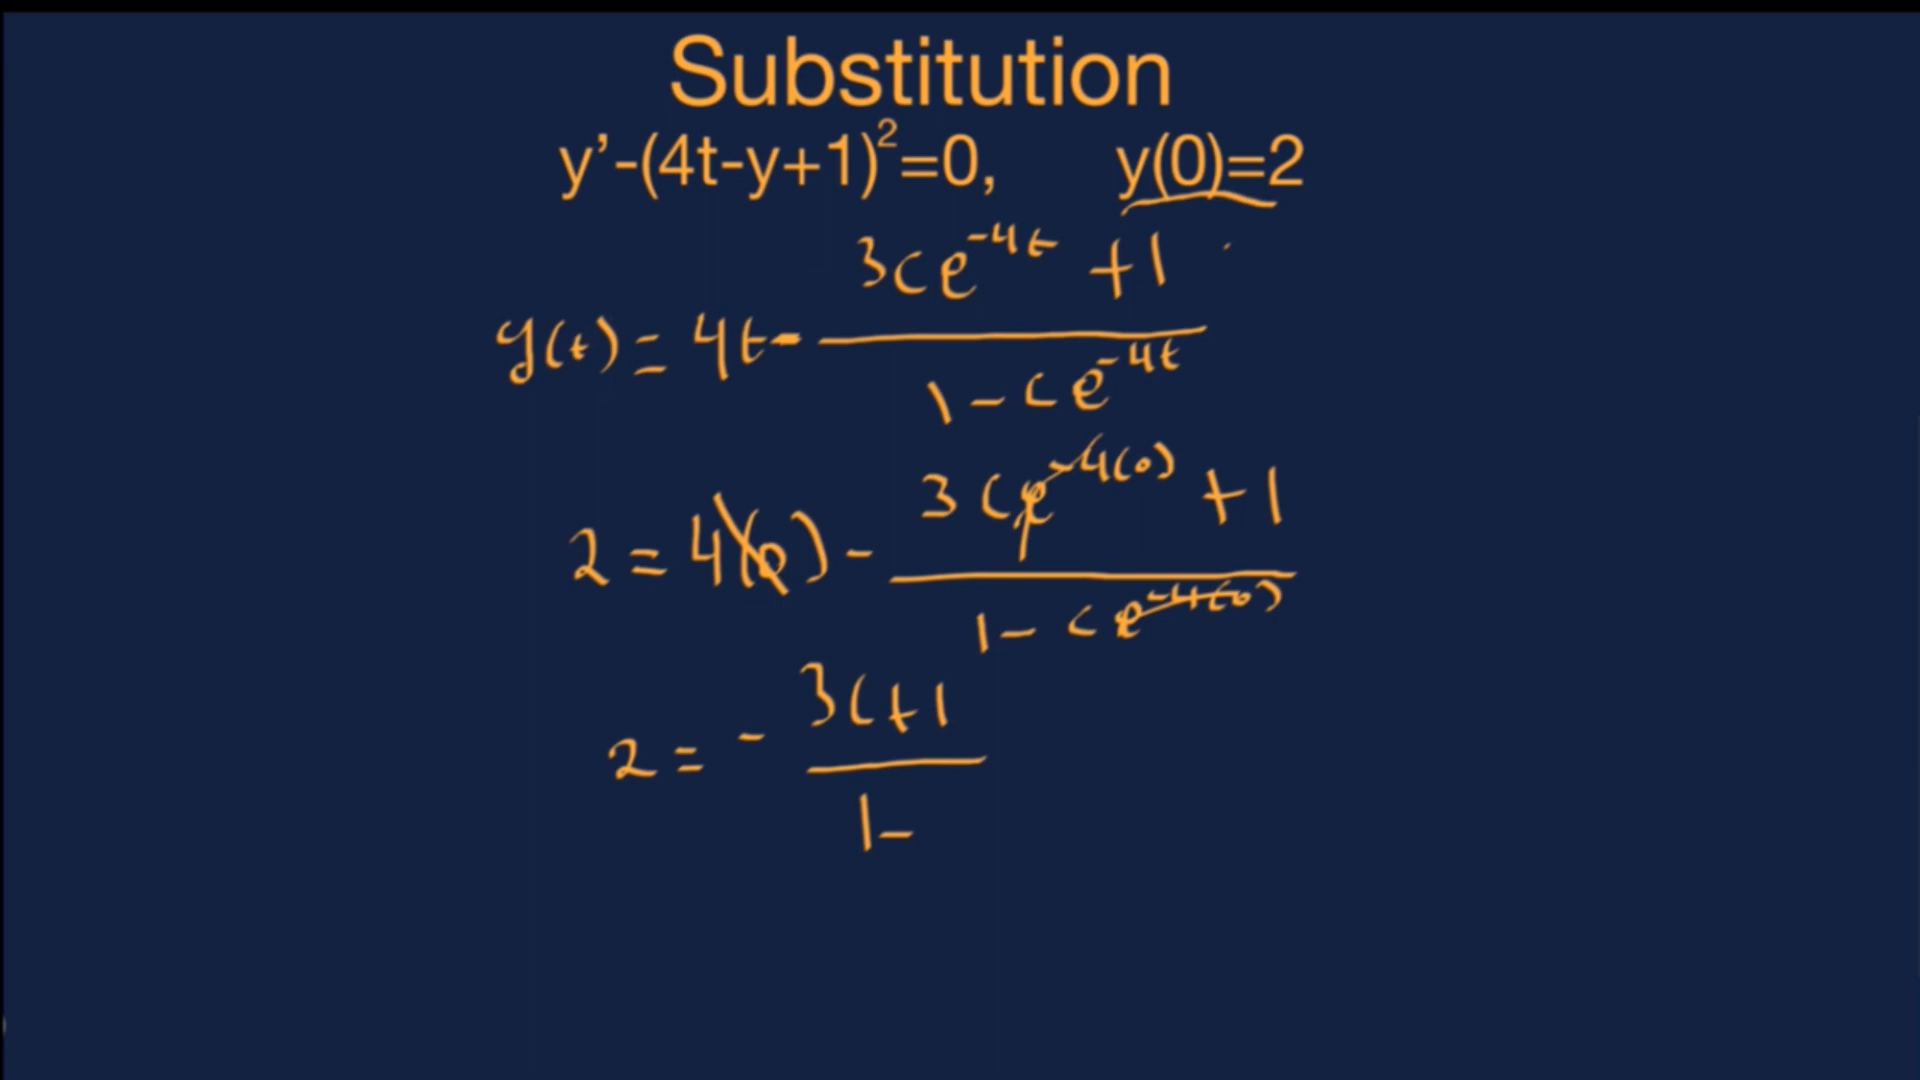 Substitution
y'-(4t-y+1)²=0, y(0)=2
y(t) = 4t - (3ce^(-4t) + 1)/(1 - ce^(-4t))
2 = 4(0) - (3ce^(-4(0)) + 1)/(1 - ce^(-4(0)))
2 = - (3c+1)/(1-